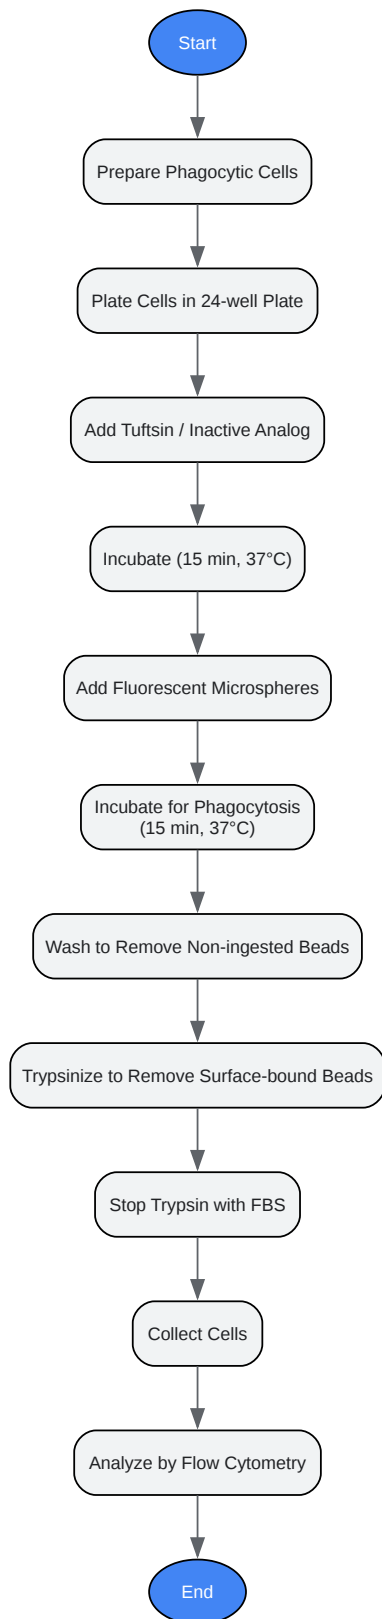 Start
Prepare Phagocytic Cells
Plate Cells in 24-well Plate
Add Tuftsin / Inactive Analog
Incubate (15 min, 37°C)
Add Fluorescent Microspheres
Incubate for Phagocytosis
(15 min, 37°C)
Wash to Remove Non-ingested Beads
Trypsinize to Remove Surface-bound Beads
Stop Trypsin with FBS
Collect Cells
Analyze by Flow Cytometry
End